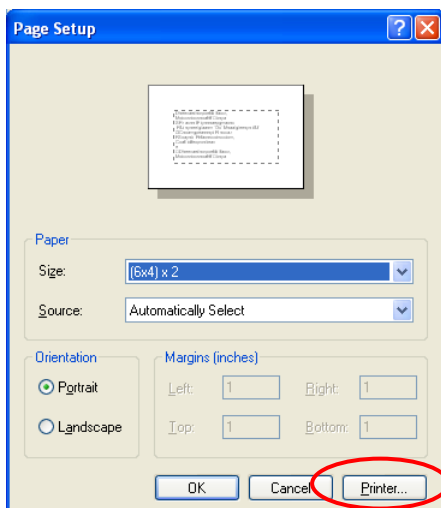 Page Setup
Paper
Size: (6x4) x 2
Source: Automatically Select
Orientation
Portrait
Landscape
Margins (inches)
Left: 1 Right: 1
Top: 1 Bottom: 1
OK Cancel Printer...